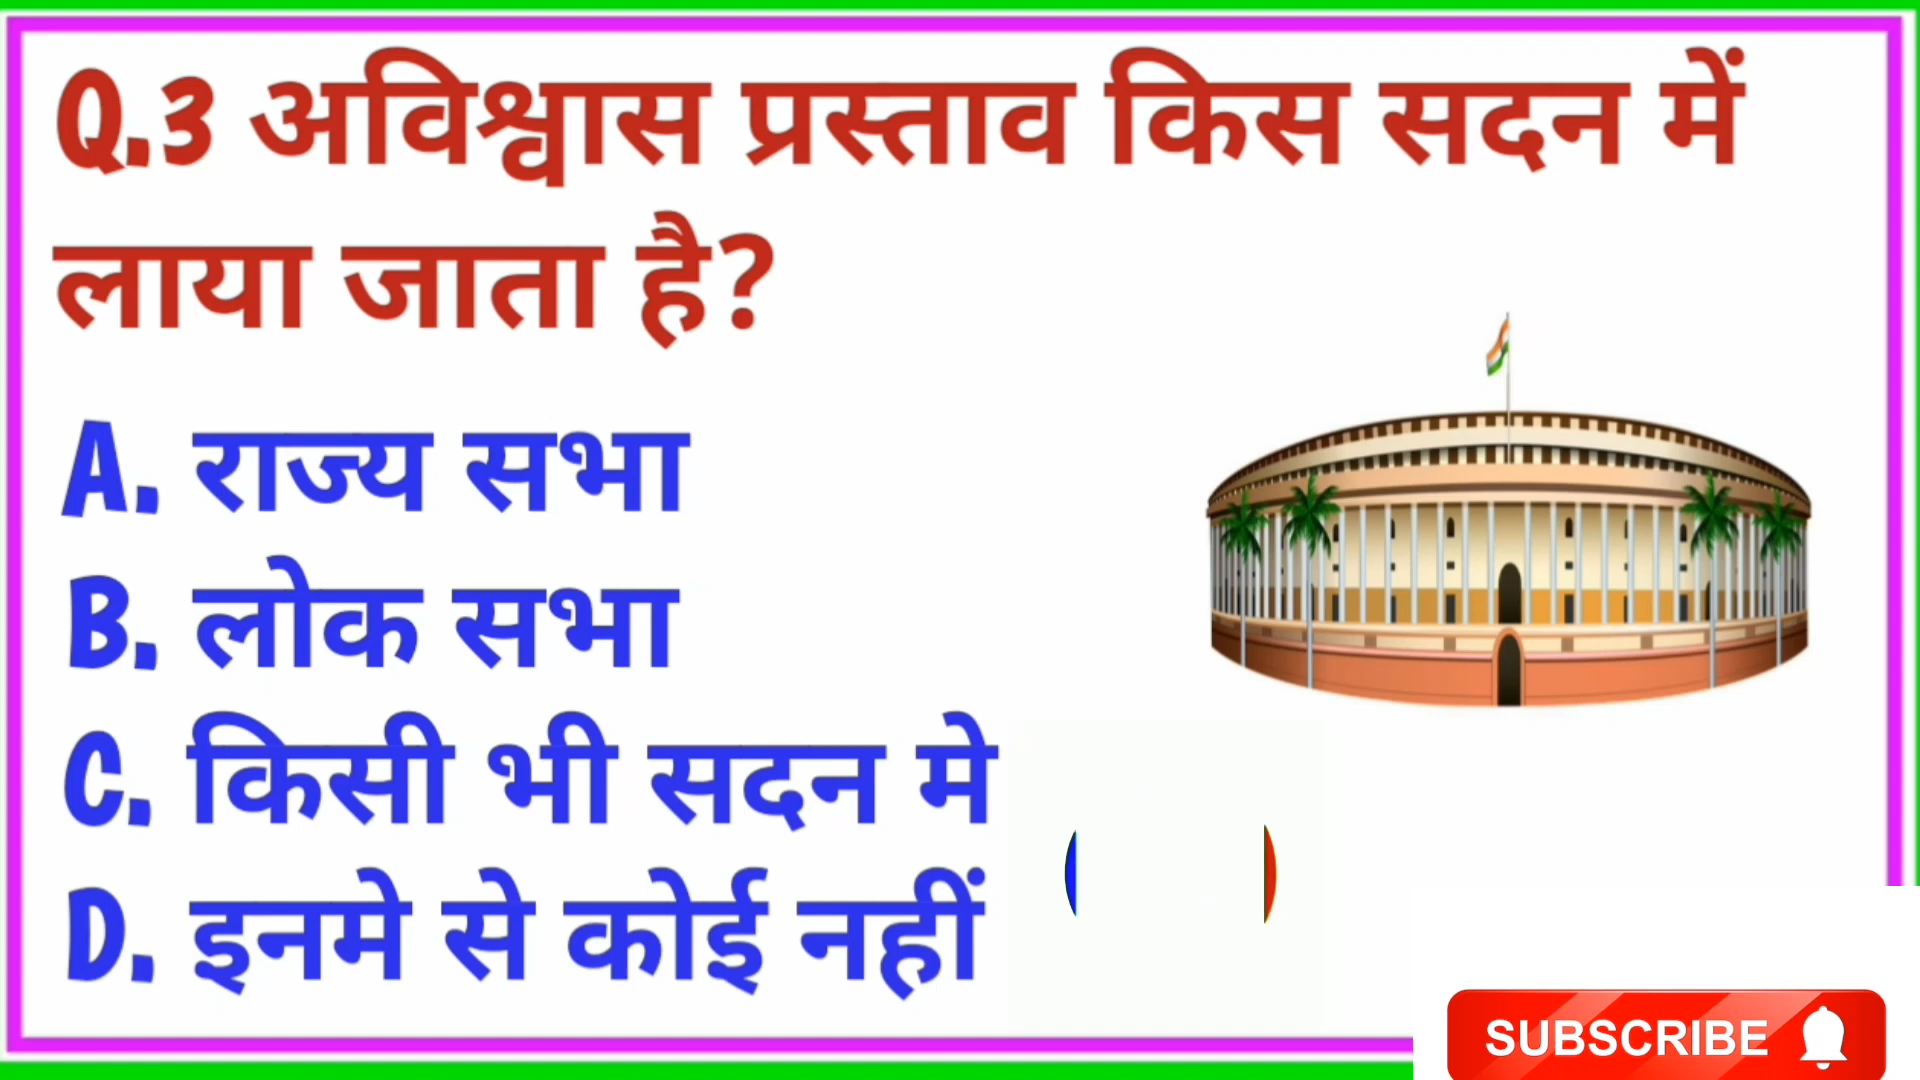 Q.3 अविश्वास प्रस्ताव किस सदन में
लाया जाता है?
A. राज्य सभा
B. लोक सभा
C. किसी भी सदन मे
D. इनमे से कोई नहीं
SUBSCRIBE